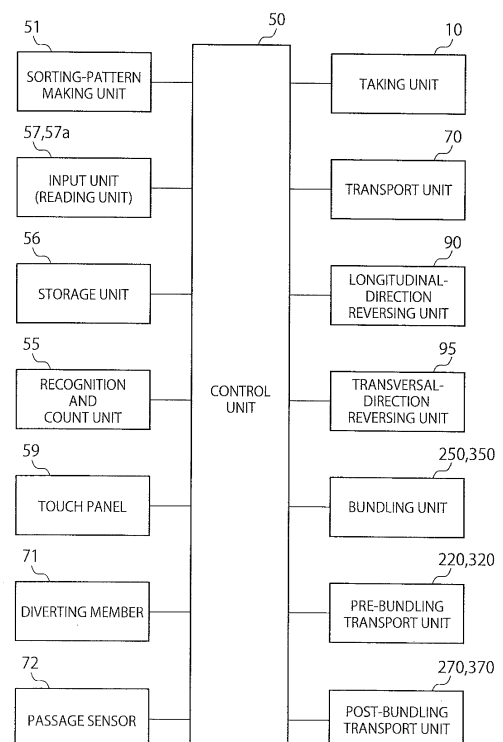 50
51
SORTING-PATTERN
MAKING UNIT
57,57a
INPUT UNIT
(READING UNIT)
56
STORAGE UNIT
55
RECOGNITION
AND
COUNT UNIT
59
TOUCH PANEL
71
DIVERTING MEMBER
72
PASSAGE SENSOR
CONTROL
UNIT
10
TAKING UNIT
70
TRANSPORT UNIT
90
LONGITUDINAL-
DIRECTION
REVERSING UNIT
95
TRANSVERSAL-
DIRECTION
REVERSING UNIT
250,350
BUNDLING UNIT
220,320
PRE-BUNDLING
TRANSPORT UNIT
270,370
POST-BUNDLING
TRANSPORT UNIT